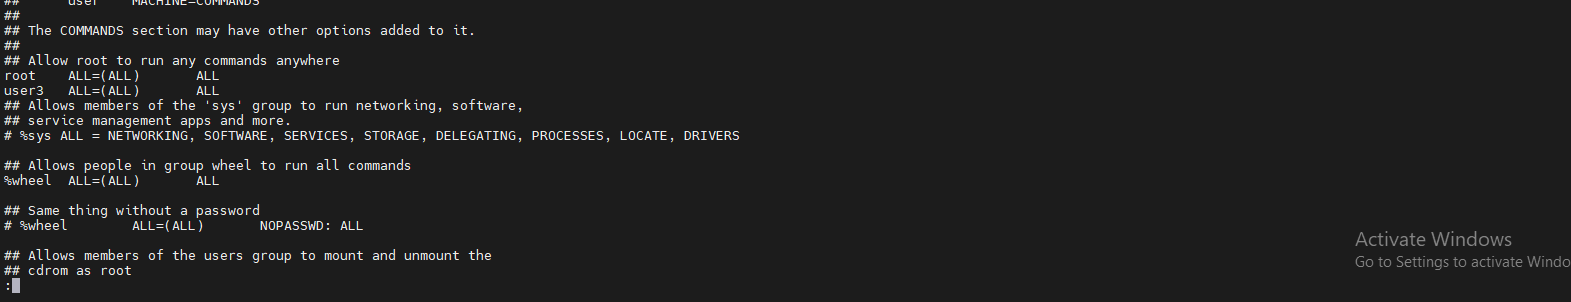 ##      user    MACHINE=COMMANDS
##
## The COMMANDS section may have other options added to it.
##
## Allow root to run any commands anywhere
root    ALL=(ALL)       ALL
user3   ALL=(ALL)       ALL
## Allows members of the 'sys' group to run networking, software,
## service management apps and more.
# %sys ALL = NETWORKING, SOFTWARE, SERVICES, STORAGE, DELEGATING, PROCESSES, LOCATE, DRIVERS

## Allows people in group wheel to run all commands
%wheel  ALL=(ALL)       ALL

## Same thing without a password
# %wheel        ALL=(ALL)       NOPASSWD: ALL

## Allows members of the users group to mount and unmount the
## cdrom as root
:
Activate Windows
Go to Settings to activate Windo